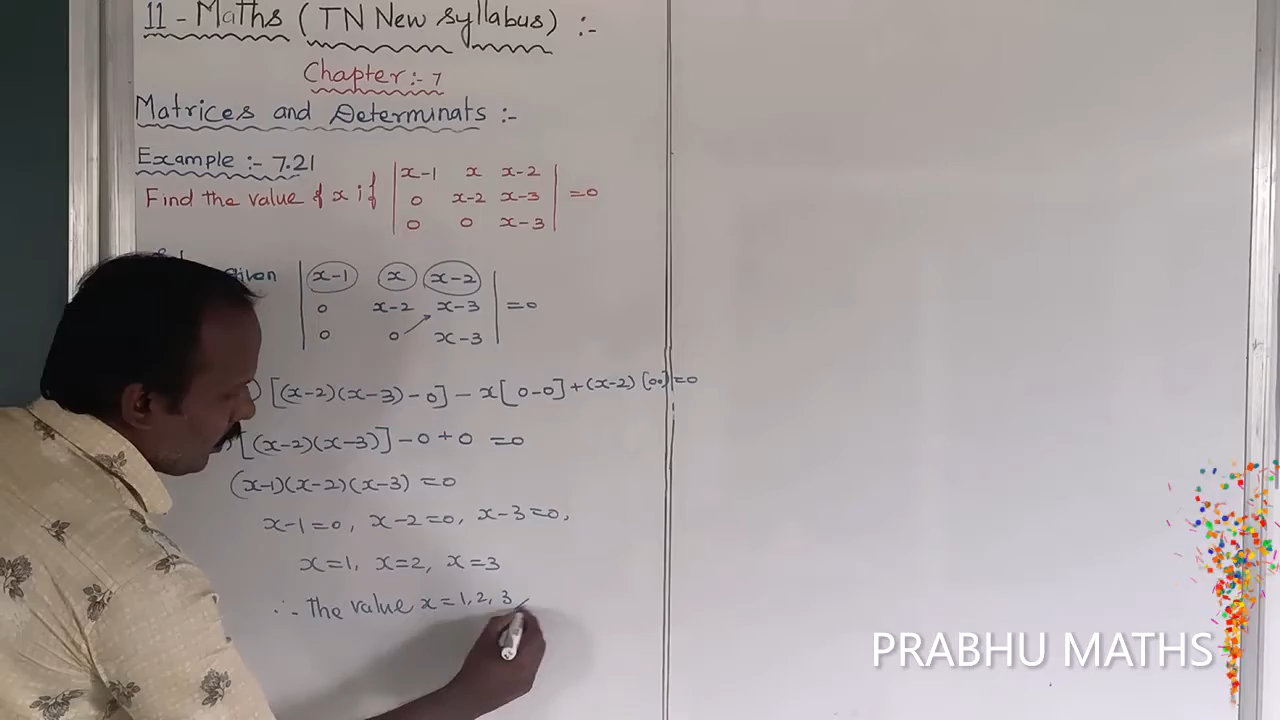 11 - Maths (TN New Syllabus) :-
Chapter :- 7
Matrices and Determinats :-
Example :- 7.21
Find the value of x if | x-1 x x-2 |
| 0 x-2 x-3 | =0
| 0 0 x-3 |
given | x-1 x x-2 |
| 0 x-2 x-3 | =0
| 0 0 x-3 |
) [(x-2)(x-3)-0] - x[0-0] + (x-2) [00] =0
[(x-2)(x-3)] -0 + 0 =0
(x-1)(x-2)(x-3) =0
x-1=0, x-2=0, x-3=0,
x=1, x=2, x=3
∴ The value x = 1, 2, 3
PRABHU MATHS